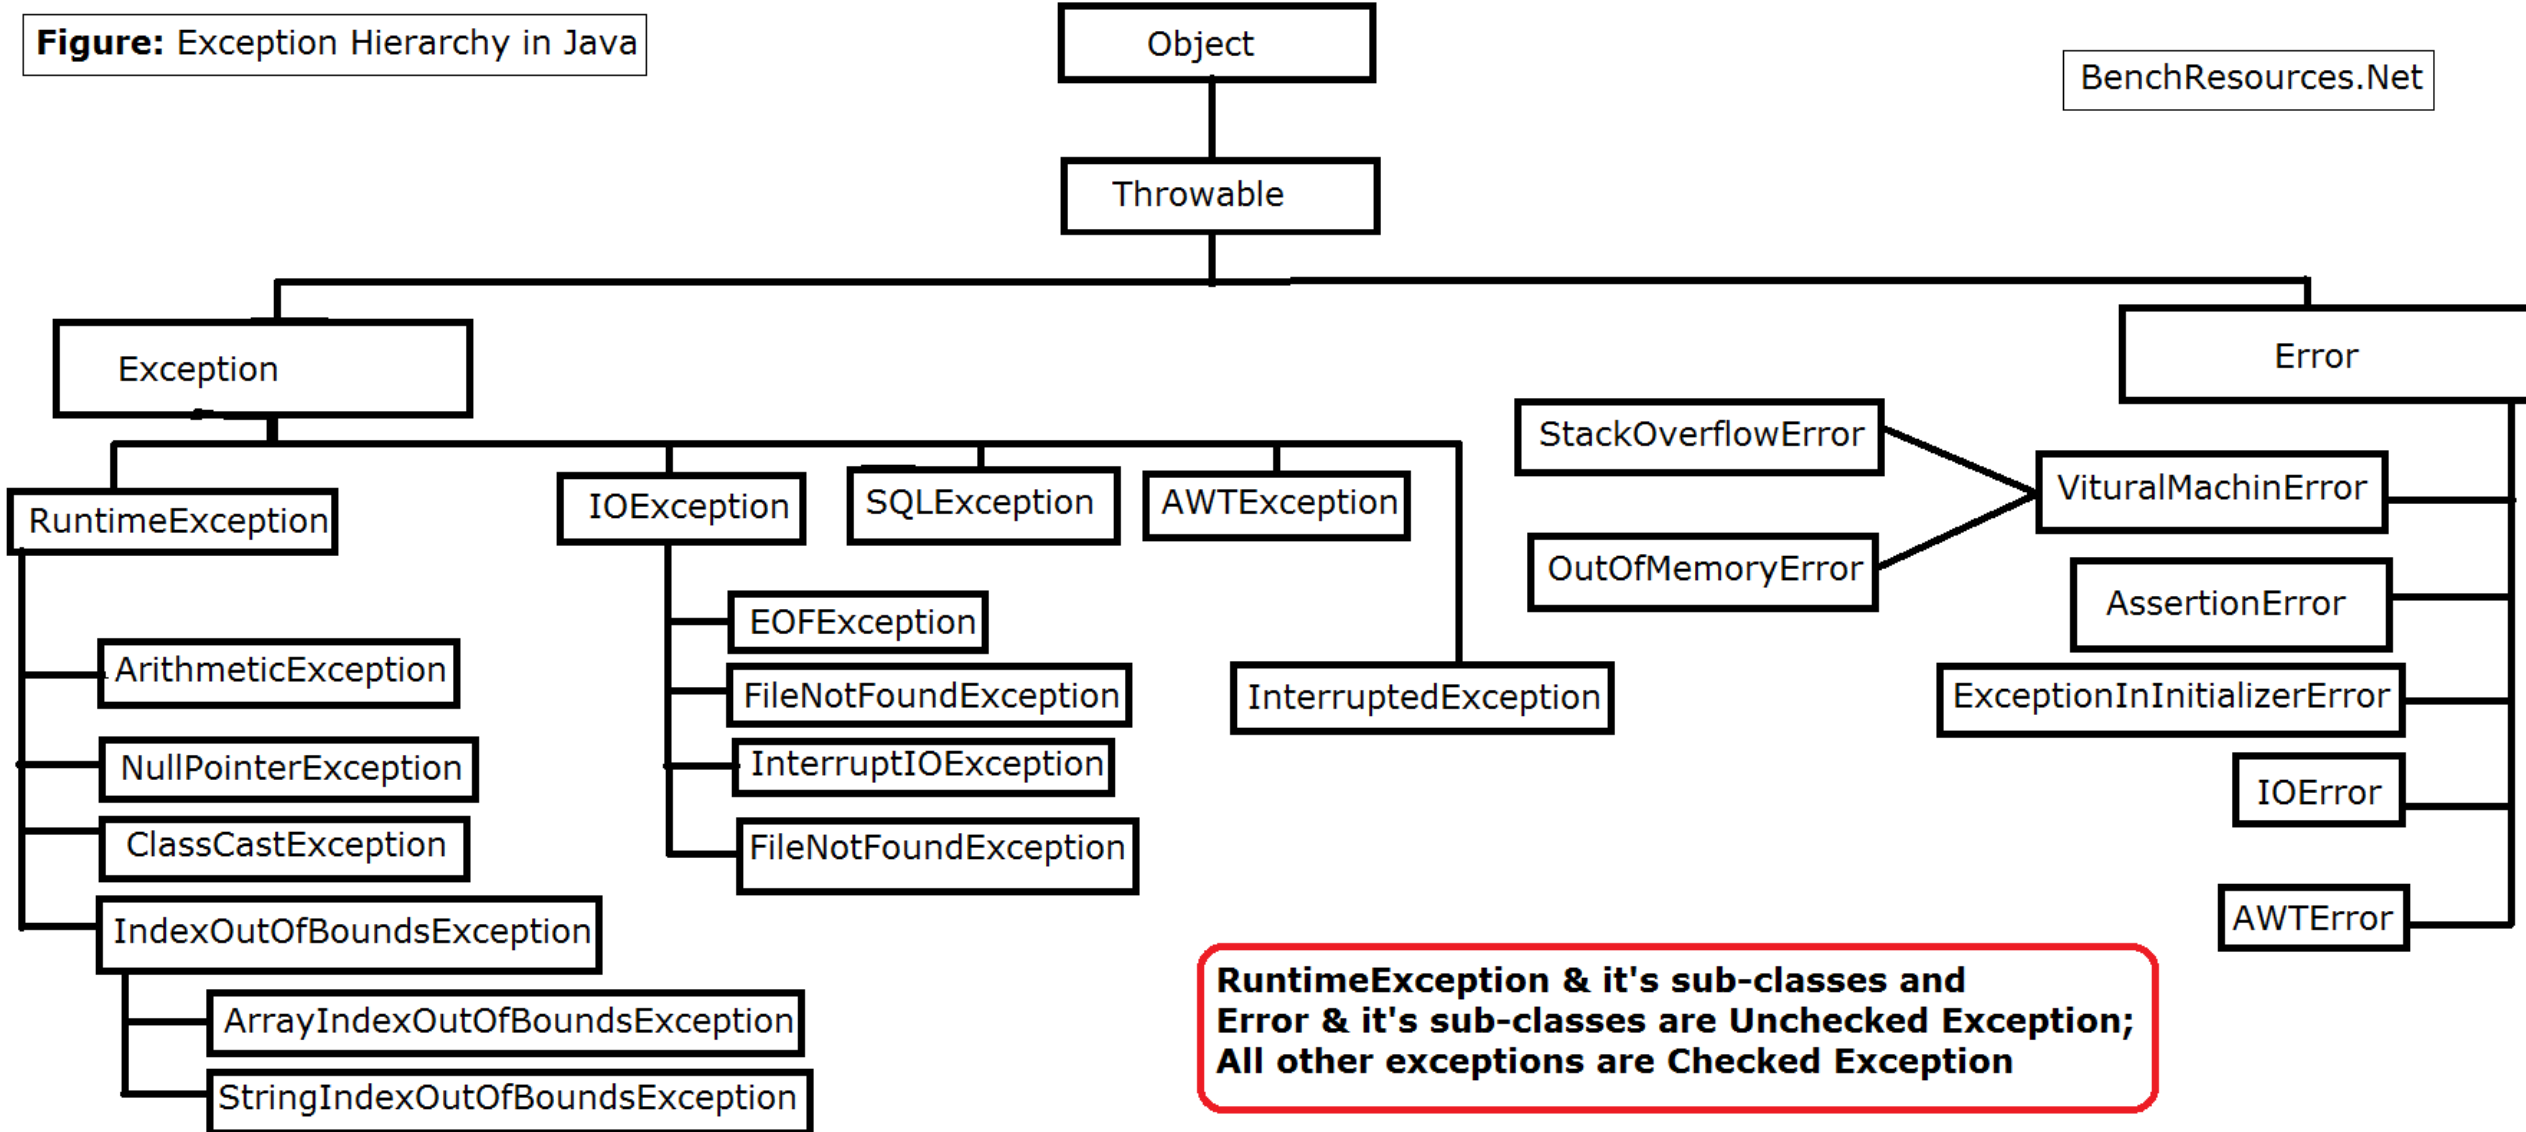 Figure: Exception Hierarchy in Java
Object
BenchResources.Net
Throwable
Exception
Error
StackOverflowError
VituralMachinError
OutOfMemoryError
RuntimeException
IOException
SQLException
AWTException
AssertionError
EOFException
ArithmeticException
FileNotFoundException
InterruptedException
ExceptionInInitializerError
NullPointerException
InterruptIOException
IOError
ClassCastException
FileNotFoundException
IndexOutOfBoundsException
AWTError
ArrayIndexOutOfBoundsException
StringIndexOutOfBoundsException
RuntimeException & it's sub-classes and
Error & it's sub-classes are Unchecked Exception;
All other exceptions are Checked Exception